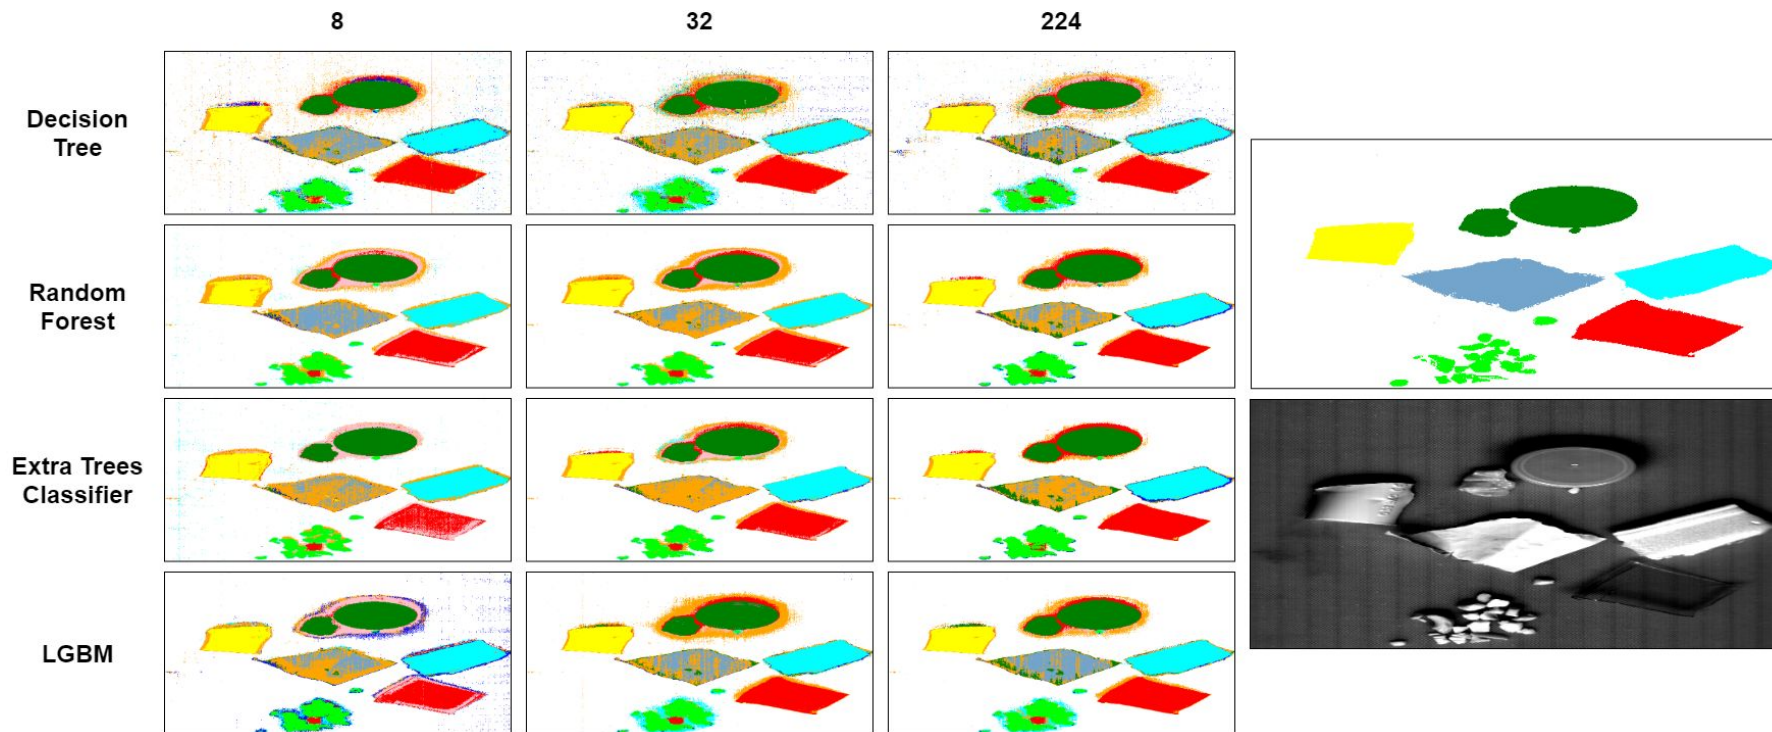 8
32
224
Decision
Tree
Random
Forest
Extra Trees
Classifier
LGBM